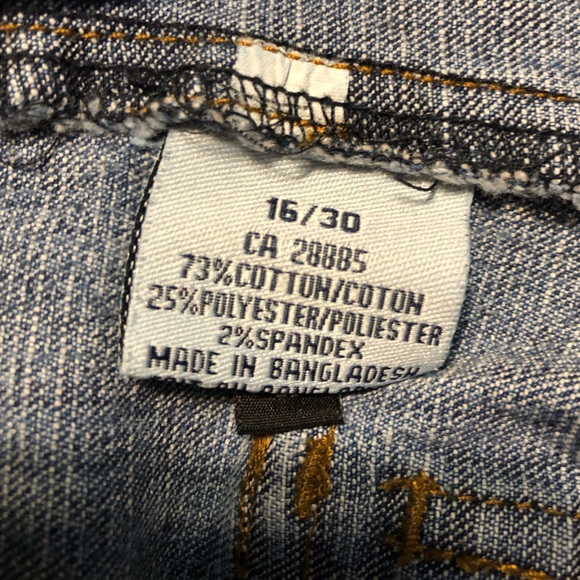 16/30
CA 28885
73%COTTON/COTON
25%POLYESTER/POLIESTER
2%SPANDEX
MADE IN BANGLADESH